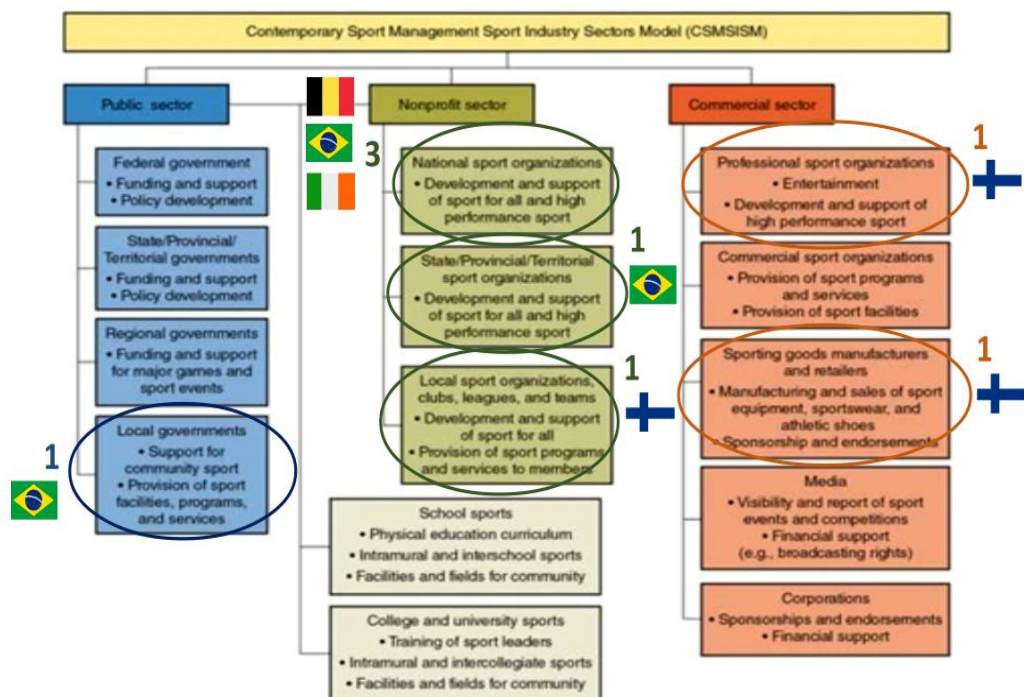 Contemporary Sport Management Sport Industry Sectors Model (CSMSISM)
Public sector
Federal government
• Funding and support
• Policy development
State/Provincial/
Territorial governments
• Funding and support
• Policy development
Regional governments
• Funding and support
for major games and
sport events
1
Local governments
• Support for
community sport
• Provision of sport
facilities, programs,
and services
Nonprofit sector
3
National sport organizations
• Development and support
of sport for all and high
performance sport
1
State/Provincial/Territorial
sport organizations
• Development and support
of sport for all and high
performance sport
1
Local sport organizations,
clubs, leagues, and teams
• Development and support
of sport for all
• Provision of sport programs
and services to members
School sports
• Physical education curriculum
• Intramural and interschool sports
• Facilities and fields for community
College and university sports
• Training of sport leaders
• Intramural and intercollegiate sports
• Facilities and fields for community
Commercial sector
1
Professional sport organizations
• Entertainment
• Development and support of
high performance sport
Commercial sport organizations
• Provision of sport programs
and services
• Provision of sport facilities
1
Sporting goods manufacturers
and retailers
• Manufacturing and sales of sport
equipment, sportswear, and
athletic shoes
• Sponsorship and endorsements
Media
• Visibility and report of sport
events and competitions
• Financial support
(e.g., broadcasting rights)
Corporations
• Sponsorships and endorsements
• Financial support